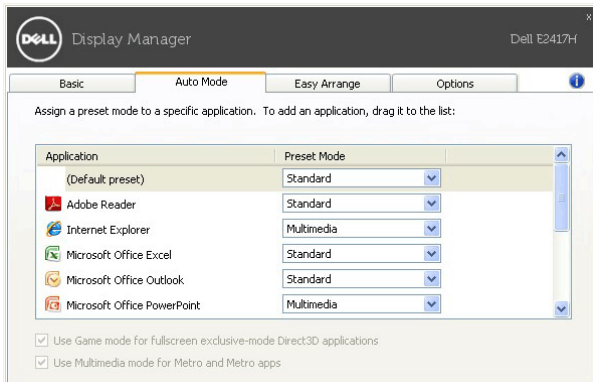 x
DELL Display Manager Dell E2417H
Basic Auto Mode Easy Arrange Options i
Assign a preset mode to a specific application. To add an application, drag it to the list:
Application Preset Mode
(Default preset) Standard
Adobe Reader Standard
Internet Explorer Multimedia
Microsoft Office Excel Standard
Microsoft Office Outlook Standard
Microsoft Office PowerPoint Multimedia
Use Game mode for fullscreen exclusive-mode Direct3D applications
Use Multimedia mode for Metro and Metro apps